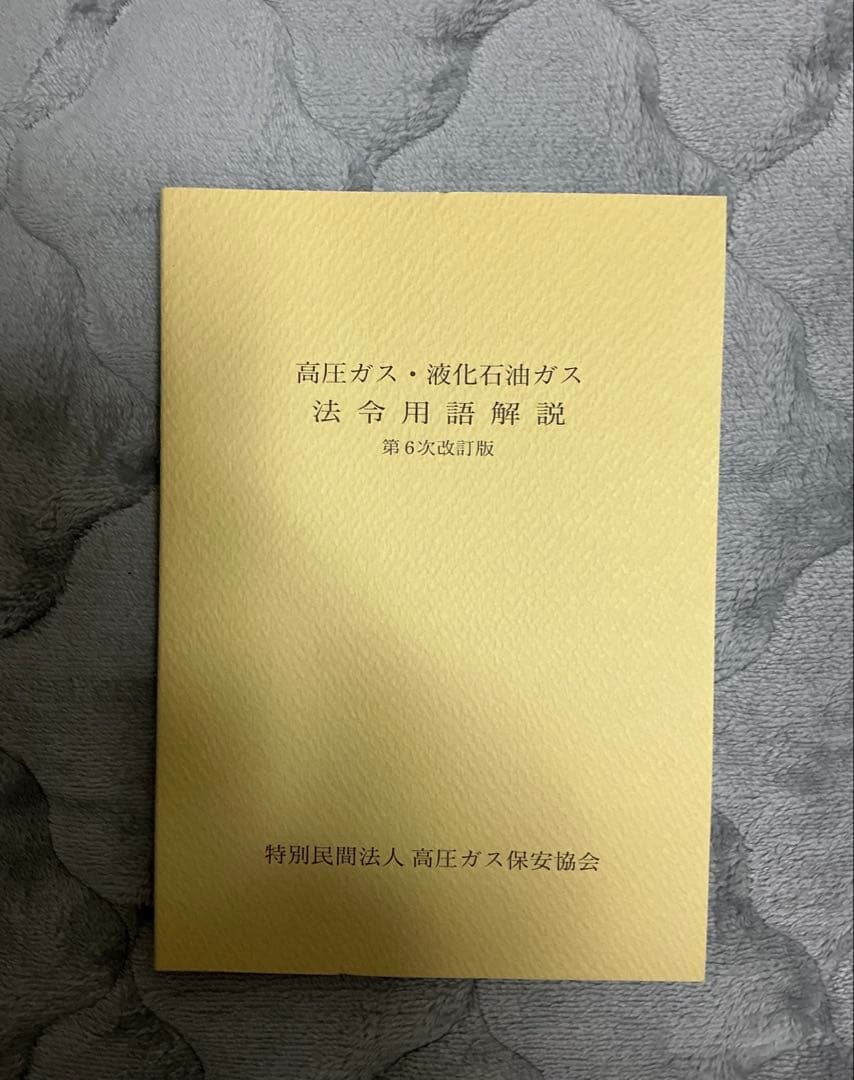 高圧ガス・液化石油ガス
法令用語解説
第6次改訂版
特別民間法人 高圧ガス保安協会